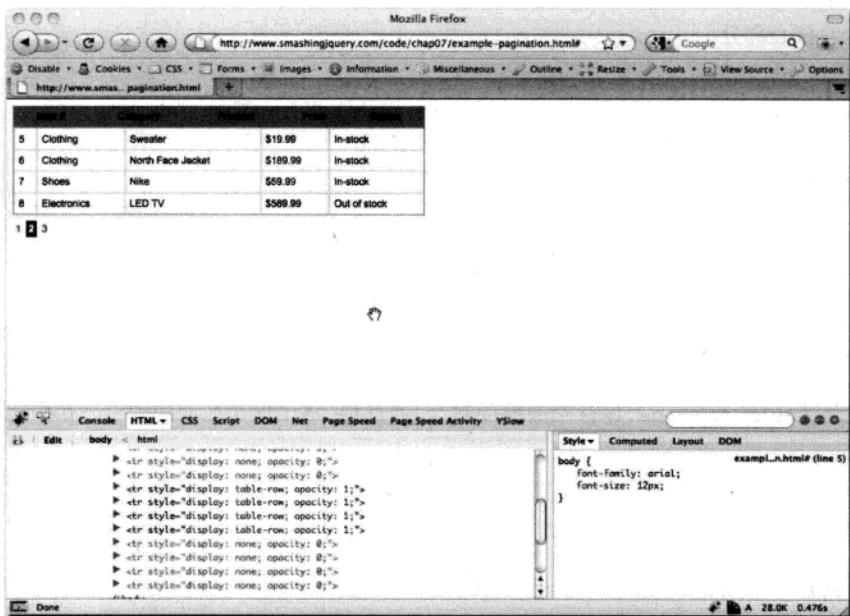 Mozilla Firefox
http://www.smashingjquery.com/code/chap07/example-pagination.html#
Google
Disable Cookies CSS Forms Images Information Miscellaneous Outline Resize Tools View Source Options
http://www.smas... pagination.html +
5 Clothing Sweater $19.99 In-stock
6 Clothing North Face Jacket $189.99 In-stock
7 Shoes Nike $59.99 In-stock
8 Electronics LED TV $589.99 Out of stock
1 2 3
Console HTML CSS Script DOM Net Page Speed Page Speed Activity YSlow
Edit body < html
Style Computed Layout DOM
<tr style="display: none; opacity: 0;">
<tr style="display: none; opacity: 0;">
<tr style="display: table-row; opacity: 1;">
<tr style="display: table-row; opacity: 1;">
<tr style="display: table-row; opacity: 1;">
<tr style="display: table-row; opacity: 1;">
<tr style="display: none; opacity: 0;">
<tr style="display: none; opacity: 0;">
<tr style="display: none; opacity: 0;">
<tr style="display: none; opacity: 0;">
body { exampl...n.html# (line 5)
font-family: arial;
font-size: 12px;
}
Done
A 28.0K 0.476s